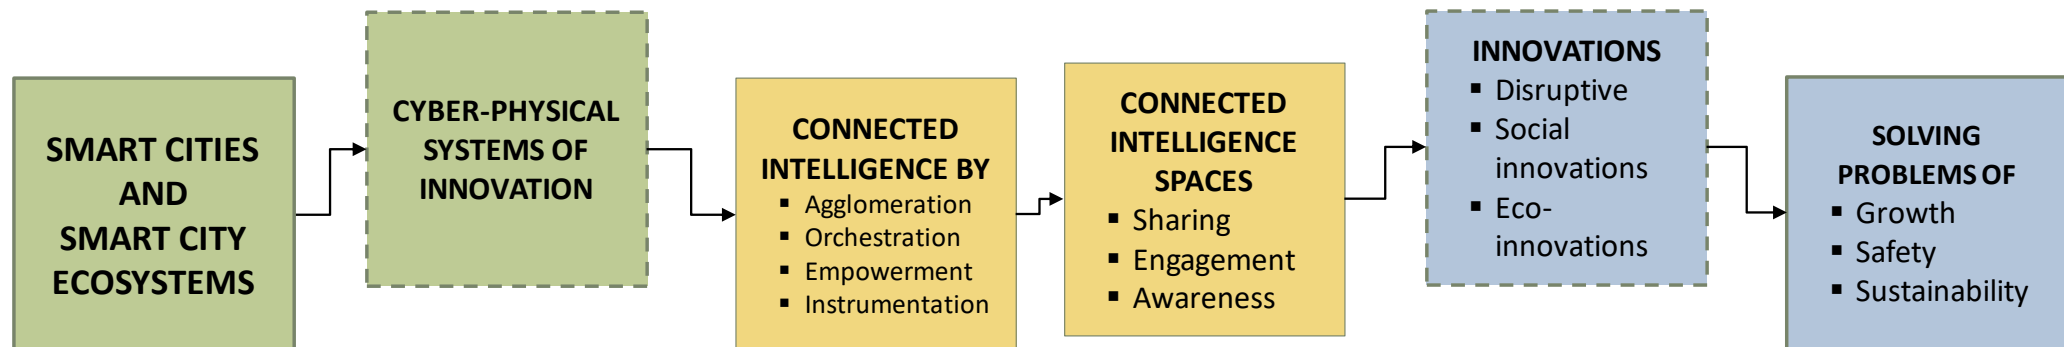 SMART CITIES
AND
SMART CITY
ECOSYSTEMS
CYBER-PHYSICAL
SYSTEMS OF
INNOVATION
CONNECTED
INTELLIGENCE BY
▪ Agglomeration
▪ Orchestration
▪ Empowerment
▪ Instrumentation
CONNECTED
INTELLIGENCE
SPACES
▪ Sharing
▪ Engagement
▪ Awareness
INNOVATIONS
▪ Disruptive
▪ Social
innovations
▪ Eco-
innovations
SOLVING
PROBLEMS OF
▪ Growth
▪ Safety
▪ Sustainability